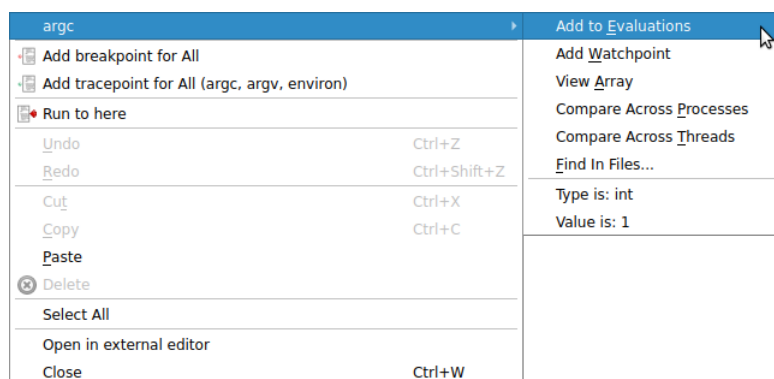 argc
Add breakpoint for All
Add tracepoint for All (argc, argv, environ)
Run to here
Undo Ctrl+Z
Redo Ctrl+Shift+Z
Cut Ctrl+X
Copy Ctrl+C
Paste
Delete
Select All
Open in external editor
Close Ctrl+W
Add to Evaluations
Add Watchpoint
View Array
Compare Across Processes
Compare Across Threads
Find In Files...
Type is: int
Value is: 1